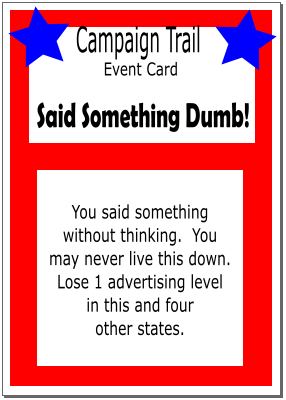 Campaign Trail
Event Card
Said Something Dumb!
You said something
without thinking.  You
may never live this down.
Lose 1 advertising level
in this and four
other states.